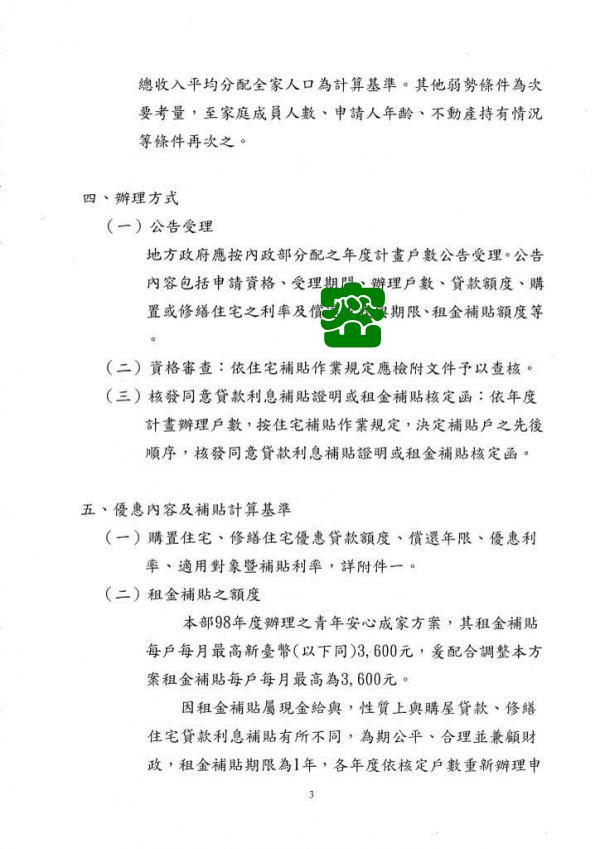 總收入平均分配全家人口為計算基準。其他弱勢條件為次
要考量，至家庭成員人數、申請人年齡、不動產持有情況
等條件再次之。
四、辦理方式
（一）公告受理
地方政府應按內政部分配之年度計畫戶數公告受理。公告
內容包括申請資格、受理期間、辦理戶數、貸款額度、購
置或修繕住宅之利率及償期限、租金補貼額度等
。
（二）資格審查：依住宅補貼作業規定應檢附文件予以查核。
（三）核發同意貸款利息補貼證明或租金補貼核定函：依年度
計畫辦理戶數，按住宅補貼作業規定，決定補貼戶之先後
順序，核發同意貸款利息補貼證明或租金補貼核定函。
五、優惠內容及補貼計算基準
（一）購置住宅、修繕住宅優惠貸款額度、償還年限、優惠利
率、適用對象暨補貼利率，詳附件一。
（二）租金補貼之額度
本部98年度辦理之青年安心成家方案，其租金補貼
每戶每月最高新臺幣(以下同)3,600元，爰配合調整本方
案租金補貼每戶每月最高為3,600元。
因租金補貼屬現金給與，性質上與購屋貸款、修繕
住宅貸款利息補貼有所不同，為期公平、合理並兼顧財
政，租金補貼期限為1年，各年度依核定戶數重新辦理申
3